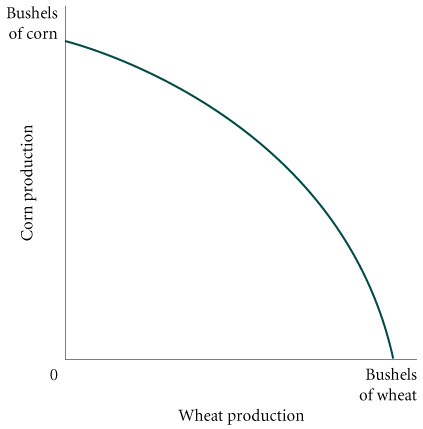 Bushels
of corn
Corn production
0
Bushels
of wheat
Wheat production